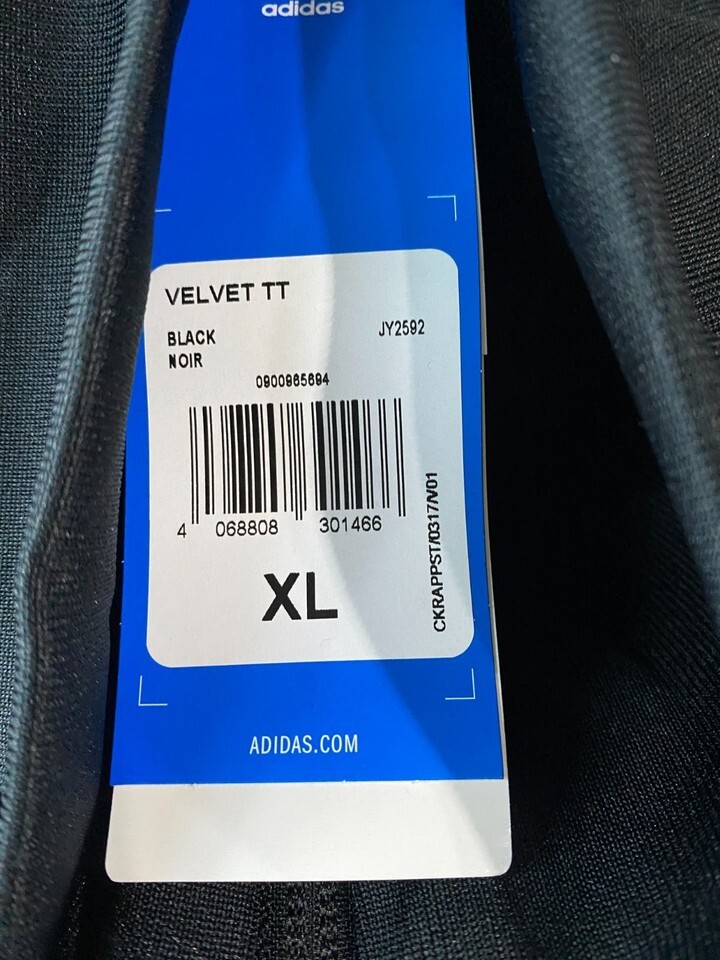 adidas
VELVET TT
BLACK JY2592
NOIR
0900965694
4 068808 301466
XL
CKRAPPST/0317/V01
ADIDAS.COM